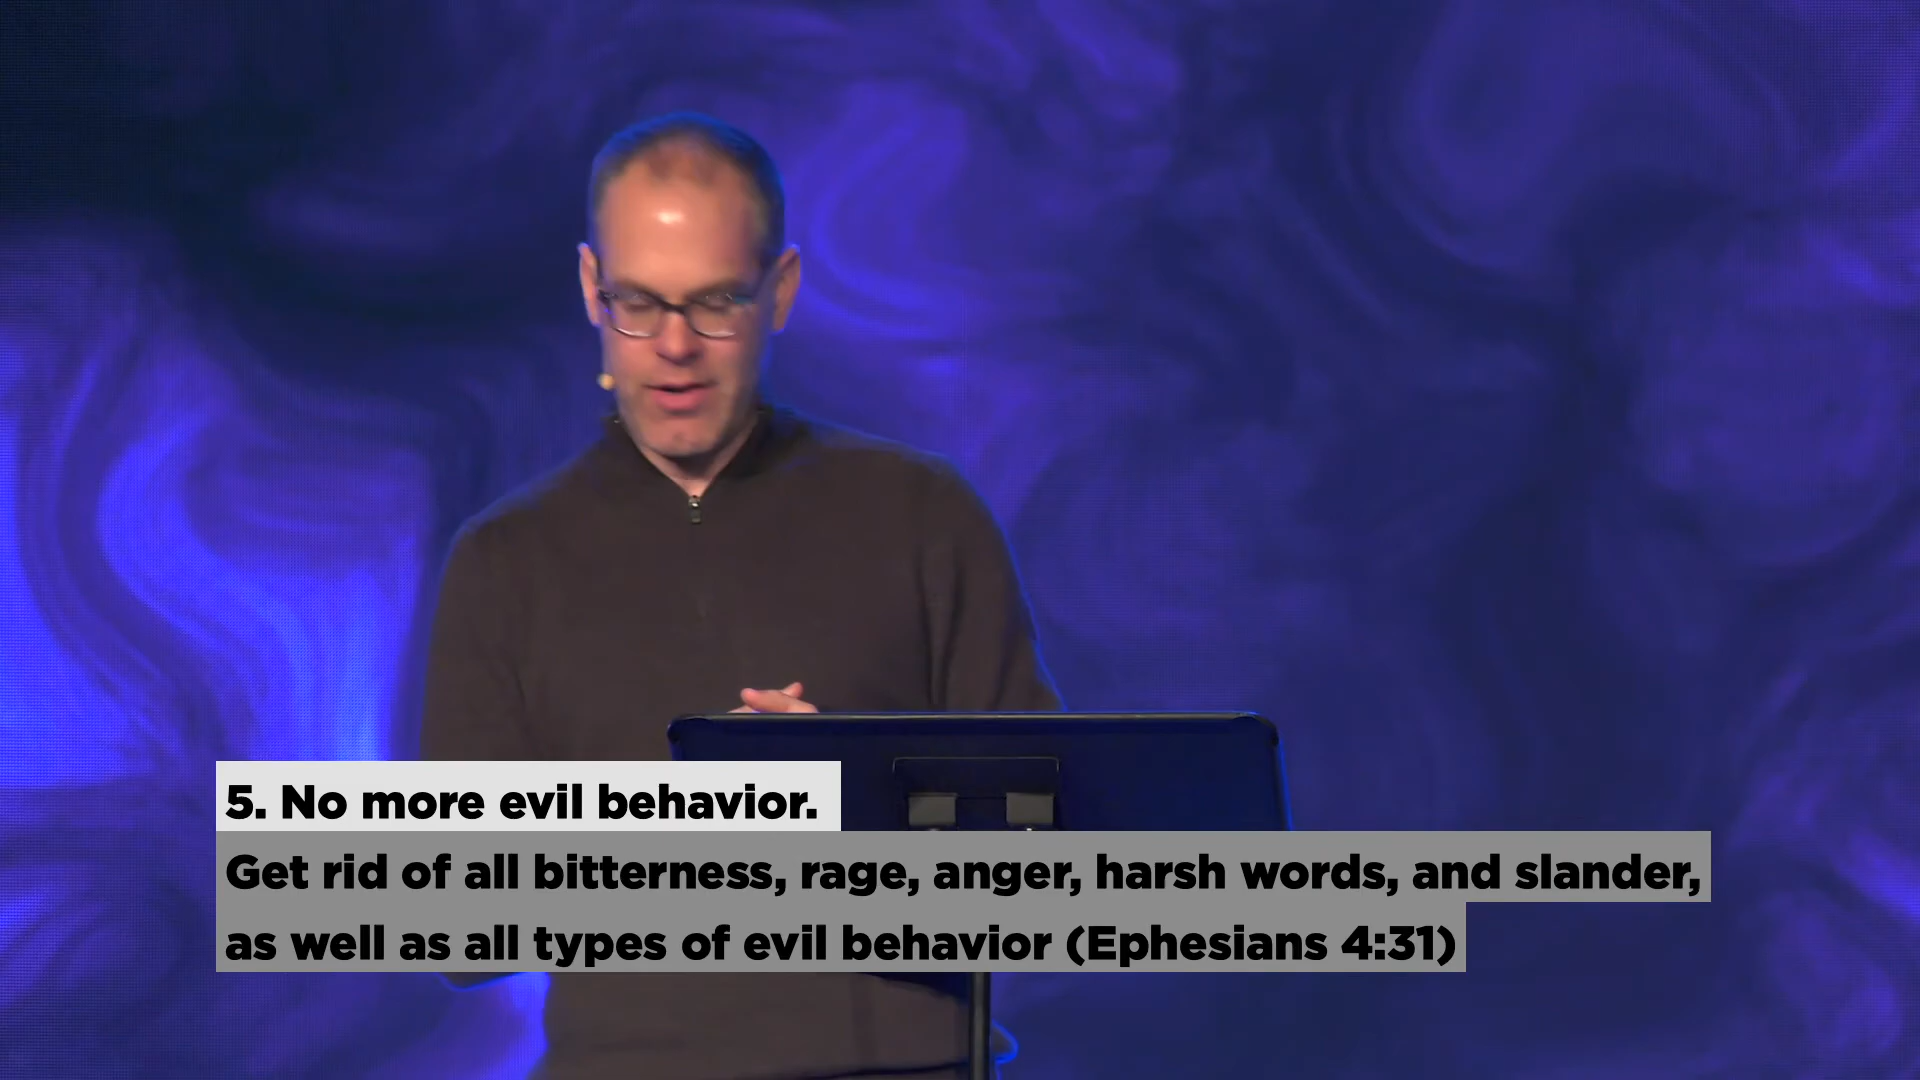 5. No more evil behavior.
Get rid of all bitterness, rage, anger, harsh words, and slander,
as well as all types of evil behavior (Ephesians 4:31)